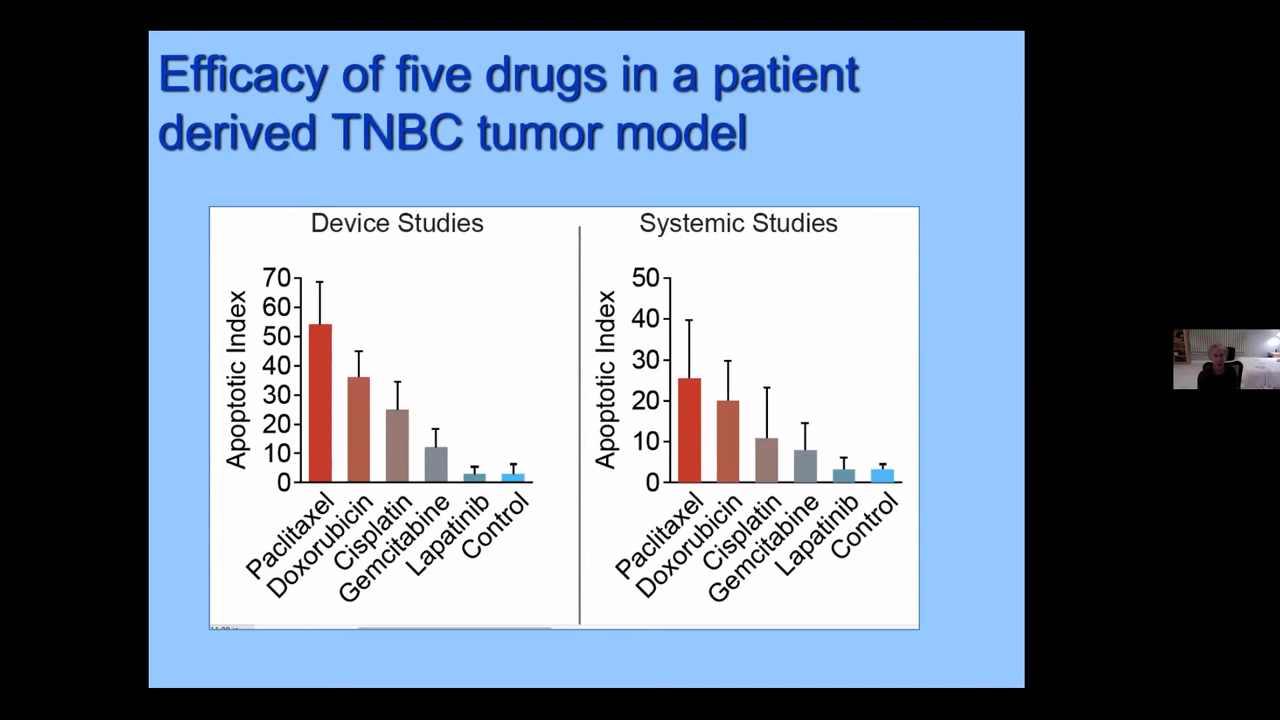 Efficacy of five drugs in a patient
derived TNBC tumor model
Device Studies
Apoptotic Index
70
60
50
40
30
20
10
0
Paclitaxel
Doxorubicin
Cisplatin
Gemcitabine
Lapatinib
Control
Systemic Studies
Apoptotic Index
50
40
30
20
10
0
Paclitaxel
Doxorubicin
Cisplatin
Gemcitabine
Lapatinib
Control